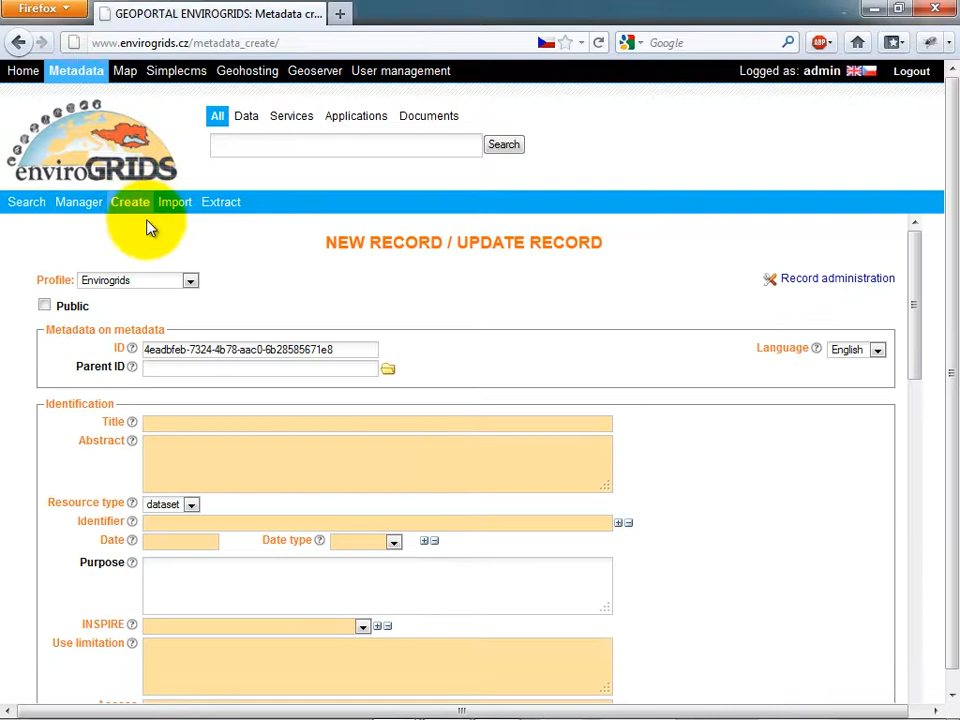 Firefox
GEOPORTAL ENVIROGRIDS: Metadata cr...
www.envirogrids.cz/metadata_create/
Google
Home Metadata Map Simplecms Geohosting Geoserver User management Logged as: admin Logout
enviroGRIDS
All Data Services Applications Documents
Search
Search Manager Create Import Extract
NEW RECORD / UPDATE RECORD
Profile: Envirogrids Record administration
Public
Metadata on metadata
ID 4eadbfeb-7324-4b78-aac0-6b28585671e8 Language English
Parent ID
Identification
Title
Abstract
Resource type dataset
Identifier
Date Date type
Purpose
INSPIRE
Use limitation